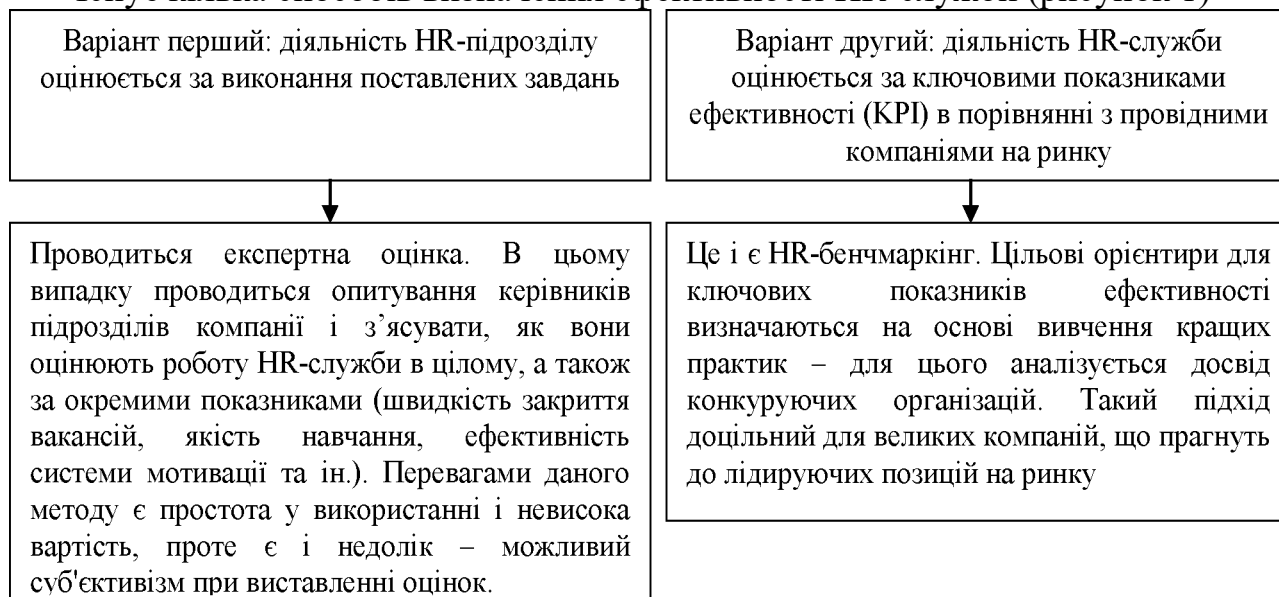 Варіант перший: діяльність HR-підрозділу
оцінюється за виконання поставлених завдань
Варіант другий: діяльність HR-служби
оцінюється за ключовими показниками
ефективності (KPI) в порівнянні з провідними
компаніями на ринку
Проводиться експертна оцінка. В цьому
випадку проводиться опитування керівників
підрозділів компанії і з’ясувати, як вони
оцінюють роботу HR-служби в цілому, а також
за окремими показниками (швидкість закриття
вакансій, якість навчання, ефективність
системи мотивації та ін.). Перевагами даного
методу є простота у використанні і невисока
вартість, проте є і недолік – можливий
суб'єктивізм при виставленні оцінок.
Це і є HR-бенчмаркінг. Цільові орієнтири для
ключових показників ефективності
визначаються на основі вивчення кращих
практик – для цього аналізується досвід
конкуруючих організацій. Такий підхід
доцільний для великих компаній, що прагнуть
до лідируючих позицій на ринку